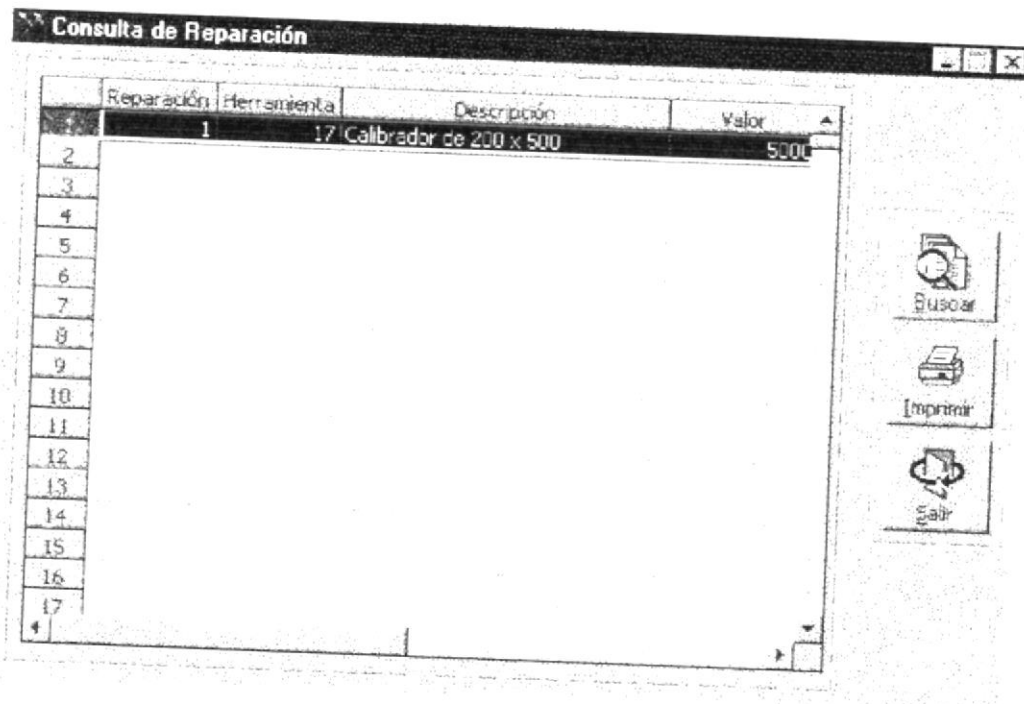 Consulta de Reparación
Reparación Herramienta Descripción Valor
1 1 17 Calibrador de 200 x 500 5000
2
3
4
5
6
7
8
9
10
11
12
13
14
15
16
17
Buscar
Imprimir
Salir